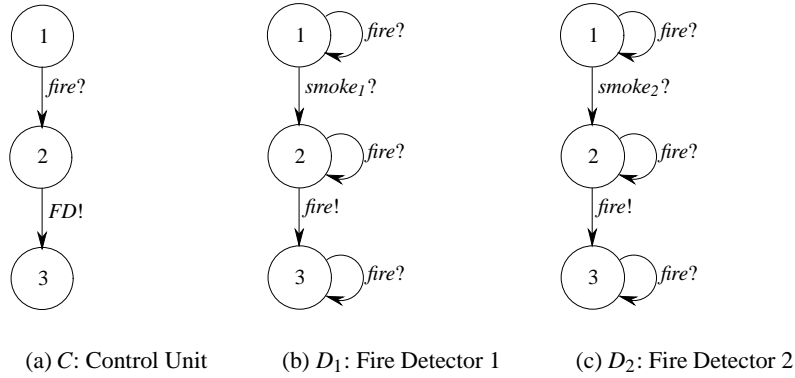 1
fire?
2
FD!
3
(a) C: Control Unit
1
fire?
smoke1?
2
fire?
fire!
3
fire?
(b) D1: Fire Detector 1
1
fire?
smoke2?
2
fire?
fire!
3
fire?
(c) D2: Fire Detector 2